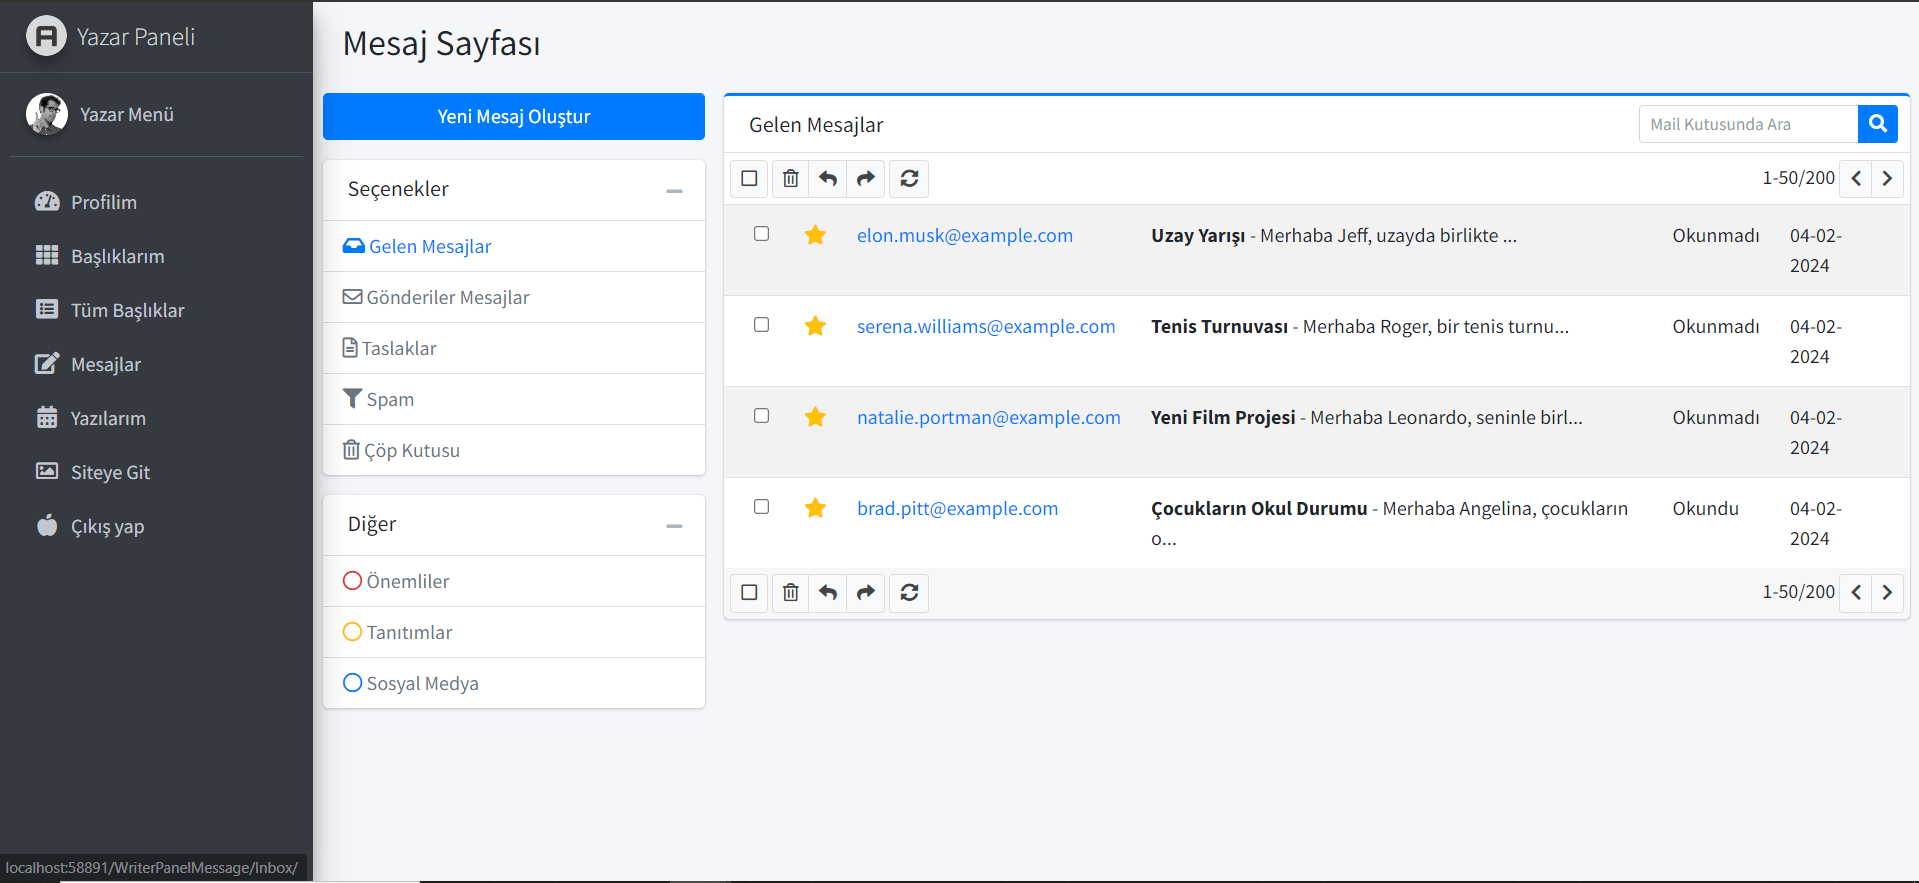 Yazar Paneli
Yazar Menü
Profilim
Başlıklarım
Tüm Başlıklar
Mesajlar
Yazılarım
Siteye Git
Çıkış yap
localhost:58891/WriterPanelMessage/Inbox/
Mesaj Sayfası
Yeni Mesaj Oluştur
Seçenekler
Gelen Mesajlar
Gönderiler Mesajlar
Taslaklar
Spam
Çöp Kutusu
Diğer
Önemliler
Tanıtımlar
Sosyal Medya
Gelen Mesajlar
Mail Kutusunda Ara
1-50/200
elon.musk@example.com Uzay Yarışı - Merhaba Jeff, uzayda birlikte ... Okunmadı 04-02-
2024
serena.williams@example.com Tenis Turnuvası - Merhaba Roger, bir tenis turnu... Okunmadı 04-02-
2024
natalie.portman@example.com Yeni Film Projesi - Merhaba Leonardo, seninle birl... Okunmadı 04-02-
2024
brad.pitt@example.com Çocukların Okul Durumu - Merhaba Angelina, çocukların Okundu 04-02-
o... 2024
1-50/200